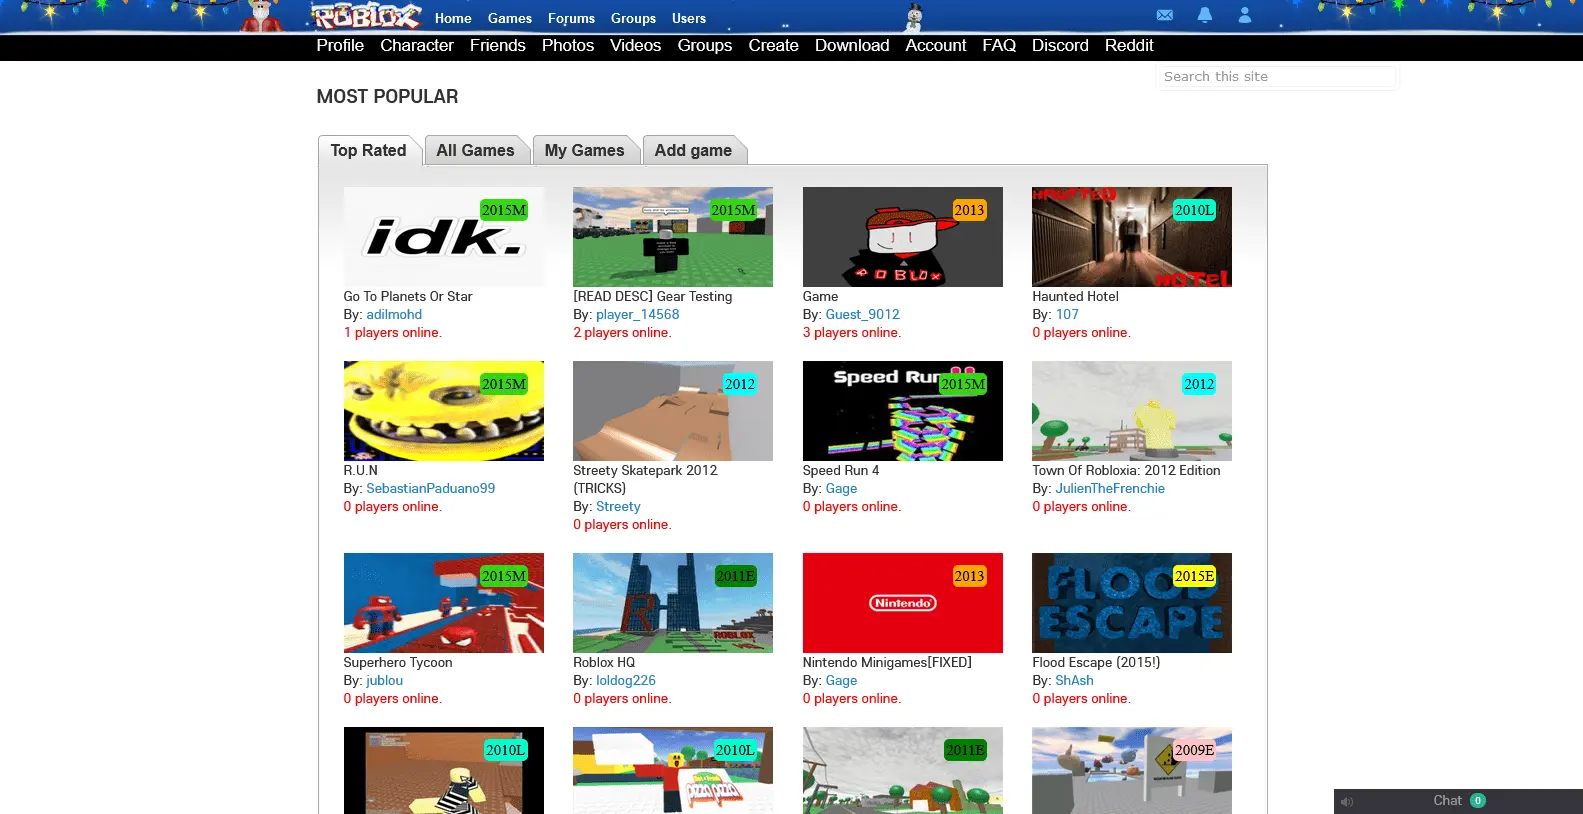 ROBLOX Home Games Forums Groups Users
Profile Character Friends Photos Videos Groups Create Download Account FAQ Discord Reddit
Search this site
MOST POPULAR
Top Rated All Games My Games Add game
idk. 2015M
2015M
ROBLOX 2013
HAUNTED HOTEL 2010L
Go To Planets Or Star
By: adilmohd
1 players online.
[READ DESC] Gear Testing
By: player_14568
2 players online.
Game
By: Guest_9012
3 players online.
Haunted Hotel
By: 107
0 players online.
2015M
2012
Speed Run 2015M
2012
R.U.N
By: SebastianPaduano99
0 players online.
Streety Skatepark 2012
(TRICKS)
By: Streety
0 players online.
Speed Run 4
By: Gage
0 players online.
Town Of Robloxia: 2012 Edition
By: JulienTheFrenchie
0 players online.
2015M
RH ROBLOX HQ 2011E
Nintendo 2013
FLOOD ESCAPE 2015E
Superhero Tycoon
By: jublou
0 players online.
Roblox HQ
By: loldog226
0 players online.
Nintendo Minigames[FIXED]
By: Gage
0 players online.
Flood Escape (2015!)
By: ShAsh
0 players online.
2010L
2010L
2011E
2009E
Chat 0